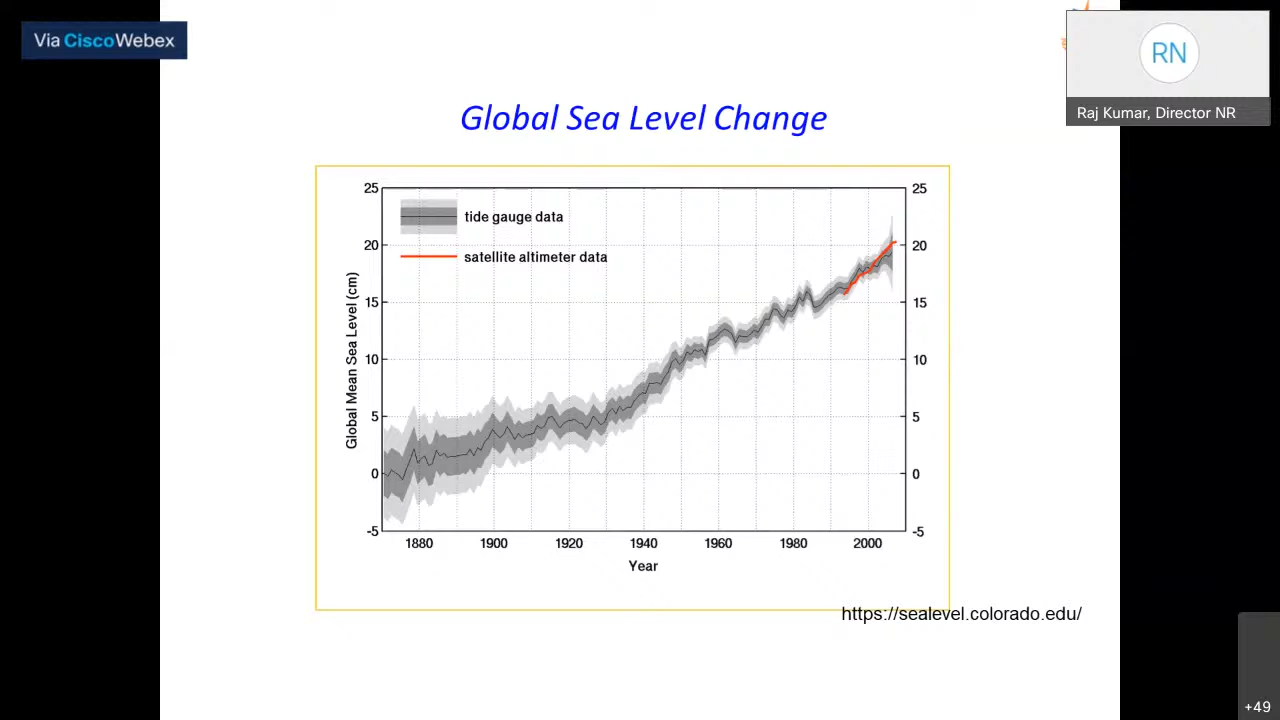 Via Cisco Webex
RN
Raj Kumar, Director NR
Global Sea Level Change
25
20
15
10
5
0
-5
Global Mean Sea Level (cm)
tide gauge data
satellite altimeter data
25
20
15
10
5
0
-5
1880 1900 1920 1940 1960 1980 2000
Year
https://sealevel.colorado.edu/
+49